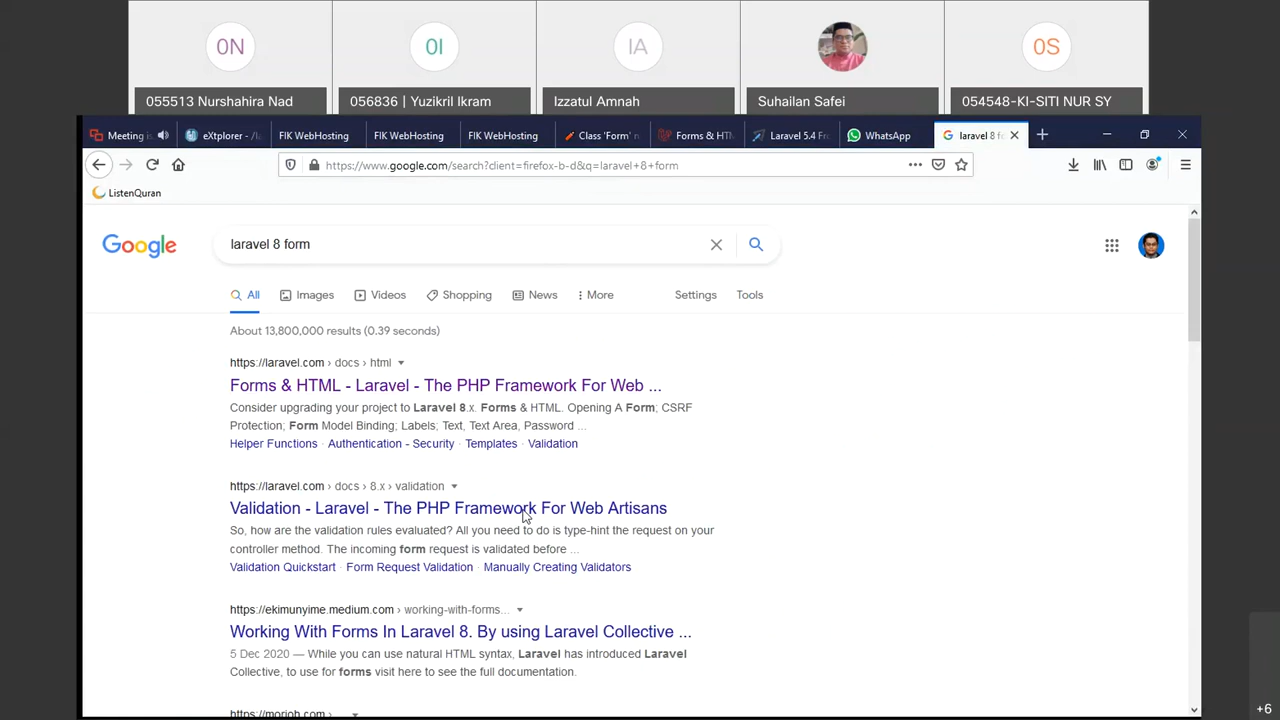 0N
0I
IA
0S
055513 Nurshahira Nad
056836 | Yuzikril Ikram
Izzatul Amnah
Suhailan Safei
054548-KI-SITI NUR SY
Meeting is
eXtplorer - /la
FIK WebHosting
FIK WebHosting
FIK WebHosting
Class 'Form' n
Forms & HTM
Laravel 5.4 Fr
WhatsApp
laravel 8 fo
https://www.google.com/search?client=firefox-b-d&q=laravel+8+form
ListenQuran
Google
laravel 8 form
All
Images
Videos
Shopping
News
More
Settings
Tools
About 13,800,000 results (0.39 seconds)
https://laravel.com › docs › html
Forms & HTML - Laravel - The PHP Framework For Web ...
Consider upgrading your project to Laravel 8.x. Forms & HTML. Opening A Form; CSRF
Protection; Form Model Binding; Labels; Text, Text Area, Password ...
Helper Functions · Authentication - Security · Templates · Validation
https://laravel.com › docs › 8.x › validation
Validation - Laravel - The PHP Framework For Web Artisans
So, how are the validation rules evaluated? All you need to do is type-hint the request on your
controller method. The incoming form request is validated before ...
Validation Quickstart · Form Request Validation · Manually Creating Validators
https://ekimunyime.medium.com › working-with-forms...
Working With Forms In Laravel 8. By using Laravel Collective ...
5 Dec 2020 — While you can use natural HTML syntax, Laravel has introduced Laravel
Collective, to use for forms visit here to see the full documentation.
https://morioh.com ›
+6